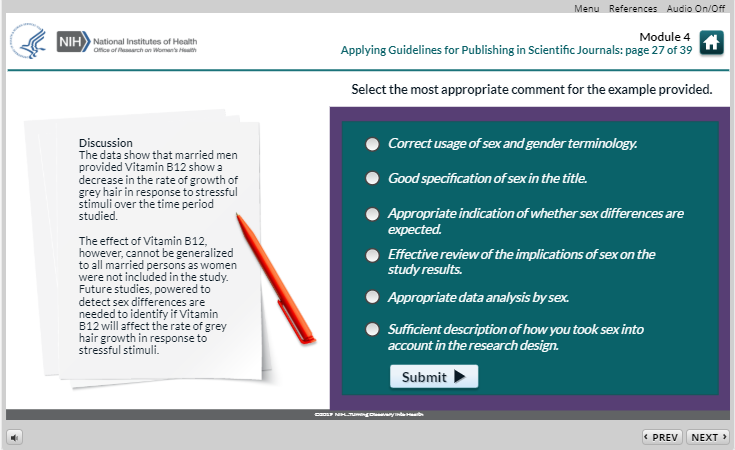 Menu References Audio On/Off
NIH National Institutes of Health
Office of Research on Women's Health
Module 4
Applying Guidelines for Publishing in Scientific Journals: page 27 of 39
Select the most appropriate comment for the example provided.
Discussion
The data show that married men
provided Vitamin B12 show a
decrease in the rate of growth of
grey hair in response to stressful
stimuli over the time period
studied.
The effect of Vitamin B12,
however, cannot be generalized
to all married persons as women
were not included in the study.
Future studies, powered to
detect sex differences are
needed to identify if Vitamin
B12 will affect the rate of grey
hair growth in response to
stressful stimuli.
Correct usage of sex and gender terminology.
Good specification of sex in the title.
Appropriate indication of whether sex differences are
expected.
Effective review of the implications of sex on the
study results.
Appropriate data analysis by sex.
Sufficient description of how you took sex into
account in the research design.
Submit
NIH...Turning Discovery Into Health
PREV NEXT